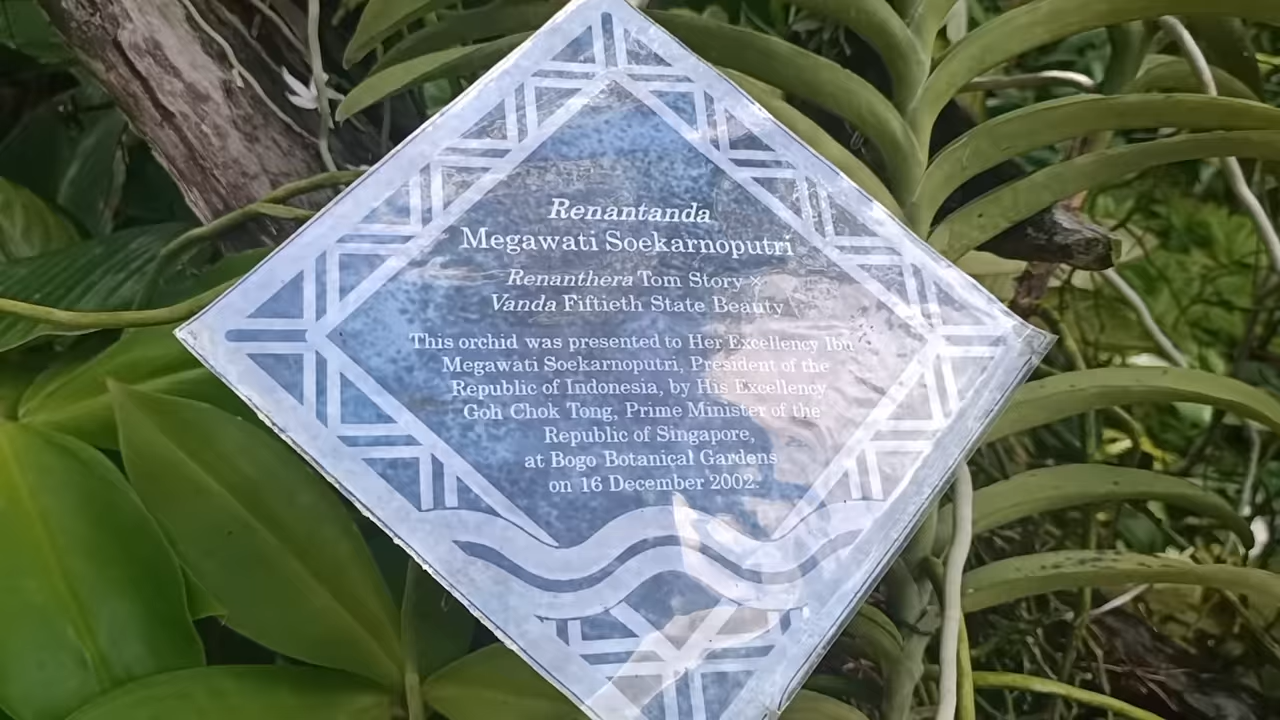 Renantanda
Megawati Soekarnoputri
Renanthera Tom Story ×
Vanda Fiftieth State Beauty
This orchid was presented to Her Excellency Ibu
Megawati Soekarnoputri, President of the
Republic of Indonesia, by His Excellency
Goh Chok Tong, Prime Minister of the
Republic of Singapore,
at Bogo Botanical Gardens
on 16 December 2002.